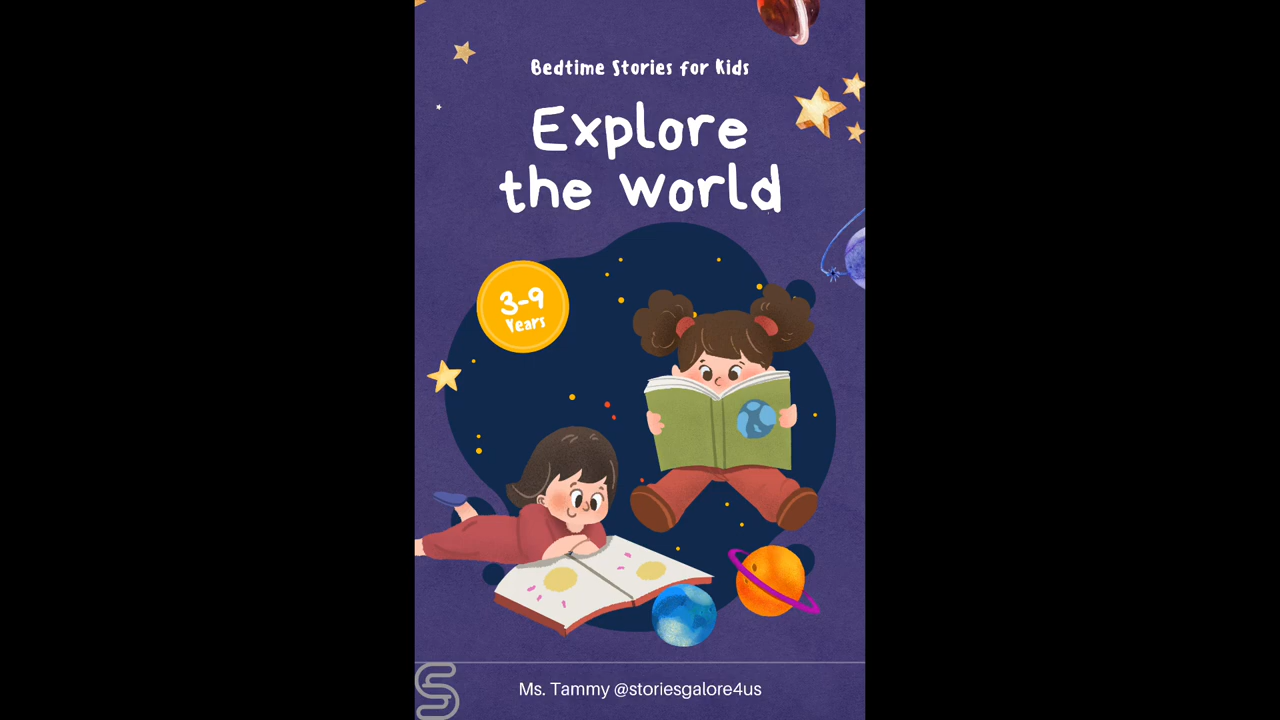 Bedtime Stories for Kids
Explore
the world
3-9
Years
Ms. Tammy @storiesgalore4us